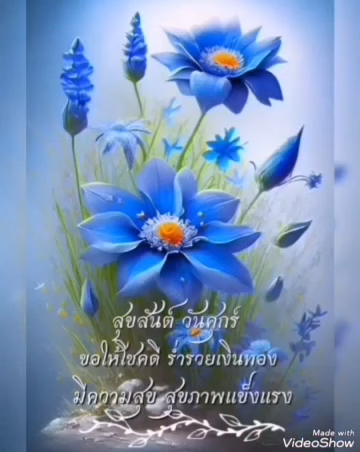 สุขสันต์ วันศุกร์
ขอให้โชคดี ร่ำรวยเงินทอง
มีความสุข สุขภาพแข็งแรง
Made with
VideoShow